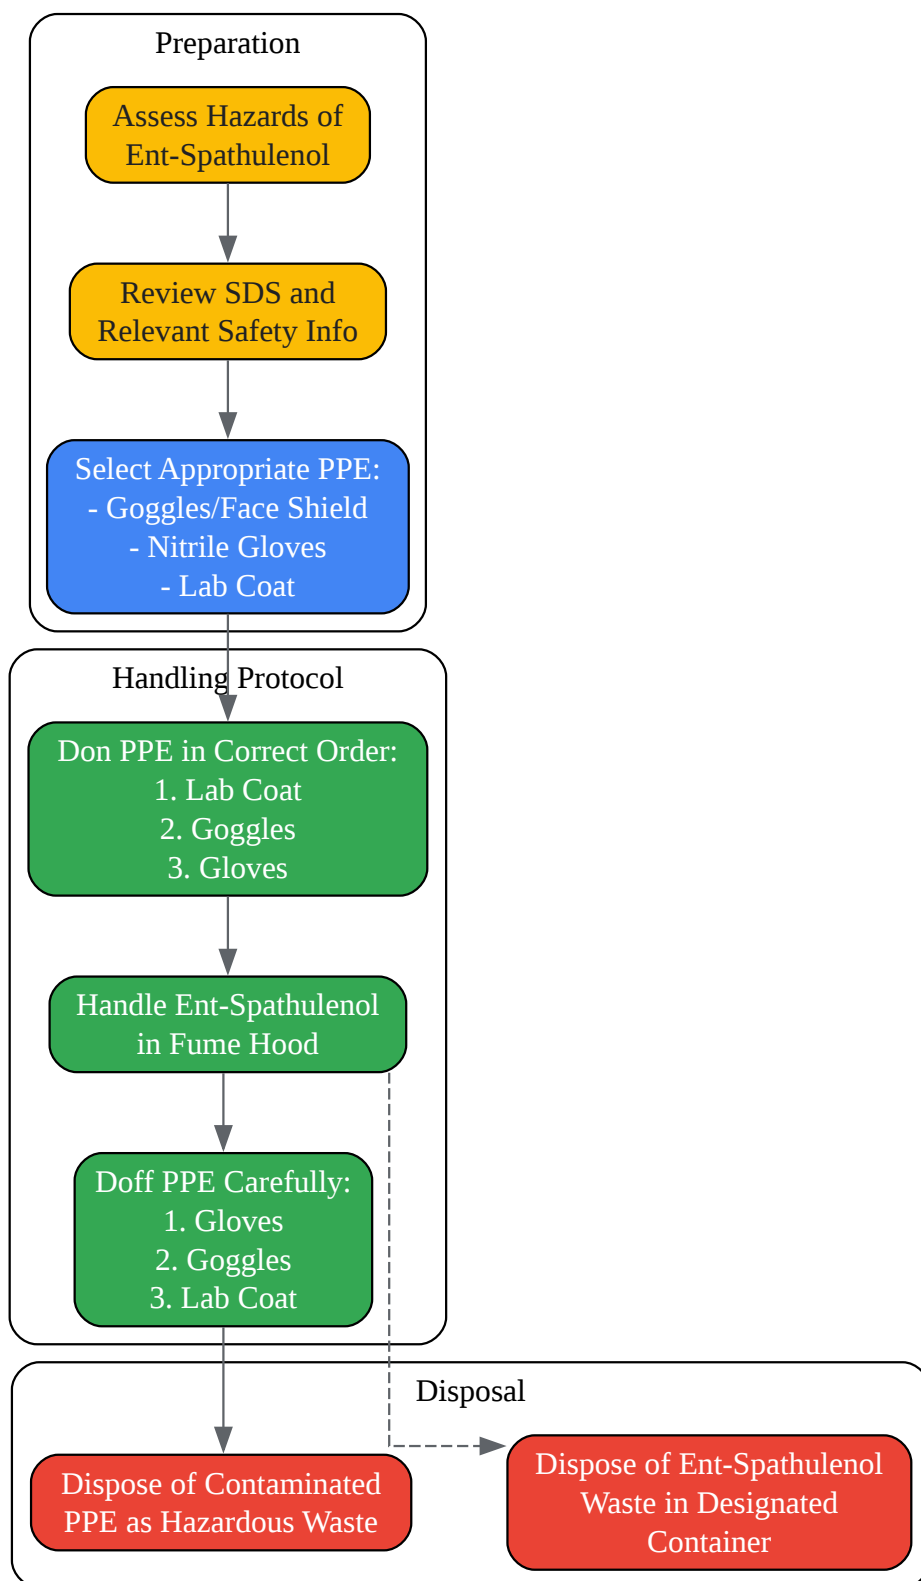 Preparation
Assess Hazards of
Ent-Spathulenol
Review SDS and
Relevant Safety Info
Select Appropriate PPE:
- Goggles/Face Shield
- Nitrile Gloves
- Lab Coat
Handling Protocol
Don PPE in Correct Order:
1. Lab Coat
2. Goggles
3. Gloves
Handle Ent-Spathulenol
in Fume Hood
Doff PPE Carefully:
1. Gloves
2. Goggles
3. Lab Coat
Disposal
Dispose of Contaminated
PPE as Hazardous Waste
Dispose of Ent-Spathulenol
Waste in Designated
Container